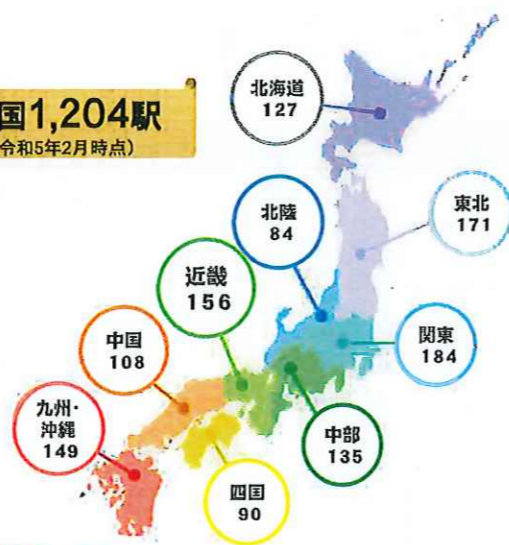 国1,204駅
令和5年2月時点)
北海道
127
東北
171
北陸
84
近畿
156
関東
184
中国
108
中部
135
九州・
沖縄
149
四国
90